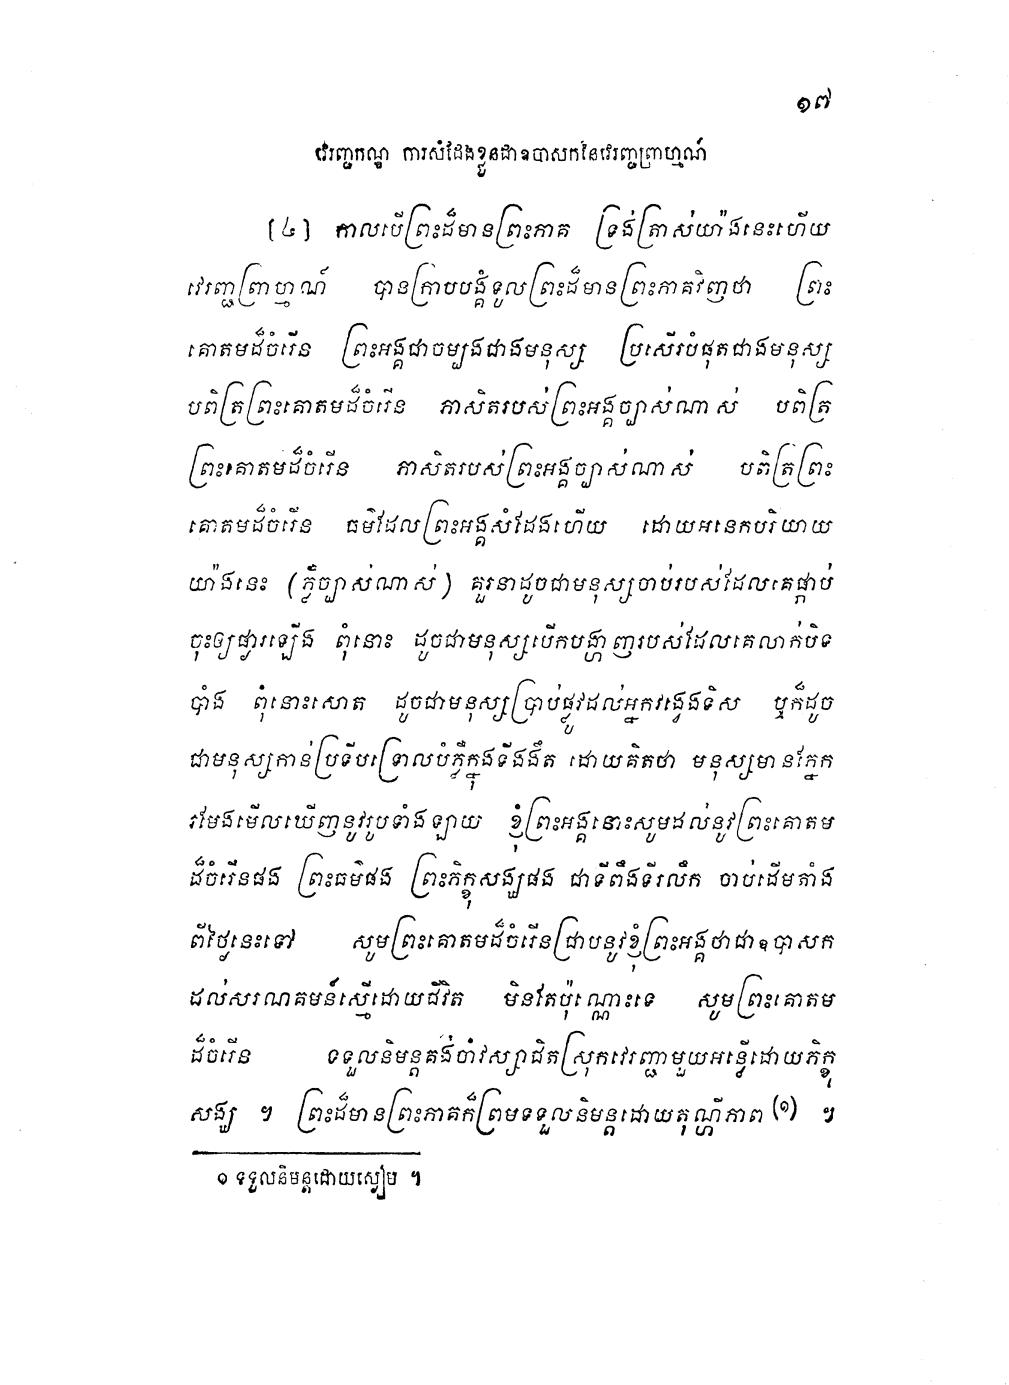 ១៧
វេរញ្ជកណ្ឌ ការសំដែងខ្លួនជាឧបាសកនៃវេរញ្ជព្រាហ្មណ៍
[៤] កាលបើព្រះដ៏មានព្រះភាគ ទ្រង់ត្រាស់យ៉ាងនេះហើយ
វេរញ្ជព្រាហ្មណ៍ បានក្រាបបង្គំទូលព្រះដ៏មានព្រះភាគវិញថា ព្រះ
គោតមដ៏ចំរើន ព្រះអង្គជាចម្បងជាងមនុស្ស ប្រសើរបំផុតជាងមនុស្ស
បពិត្រព្រះគោតមដ៏ចំរើន ភាសិតរបស់ព្រះអង្គច្បាស់ណាស់ បពិត្រ
ព្រះគោតមដ៏ចំរើន ភាសិតរបស់ព្រះអង្គច្បាស់ណាស់ បពិត្រព្រះ
គោតមដ៏ចំរើន ធម៌ដែលព្រះអង្គសំដែងហើយ ដោយអនេកបរិយាយ
យ៉ាងនេះ (ភ្លឺច្បាស់ណាស់) គួរនាដូចជាមនុស្សចាប់របស់ដែលគេផ្កាប់
ចុះឲ្យផ្ងារឡើង ពុំនោះ ដូចជាមនុស្សបើកបង្ហាញរបស់ដែលគេលាក់បិទ
បាំង ពុំនោះសោត ដូចជាមនុស្សប្រាប់ផ្លូវដល់អ្នកវង្វេងទិស ឬក៏ដូច
ជាមនុស្សកាន់ប្រទីបទ្រោលបំភ្លឺក្នុងទីងងឹត ដោយគិតថា មនុស្សមានភ្នែក
រមែងមើលឃើញនូវរូបទាំងឡាយ ខ្ញុំព្រះអង្គនោះសូមដល់នូវព្រះគោតម
ដ៏ចំរើនផង ព្រះធម៌ផង ព្រះភិក្ខុសង្ឃផង ជាទីពឹងទីរលឹក ចាប់ដើមតាំង
ពីថ្ងៃនេះទៅ សូមព្រះគោតមដ៏ចំរើនជ្រាបនូវខ្ញុំព្រះអង្គថាជាឧបាសក
ដល់សរណគមន៍ស្មើដោយជីវិត មិនតែប៉ុណ្ណោះទេ សូមព្រះគោតម
ដ៏ចំរើន ទទួលនិមន្តគង់ចាំវស្សាជិតស្រុកវេរញ្ជាមួយអន្លើដោយភិក្ខុ
សង្ឃ ។ ព្រះដ៏មានព្រះភាគក៏ព្រមទទួលនិមន្តដោយតុណ្ហីភាព (១) ។
១ ទទួលនិមន្តដោយស្ងៀម ។